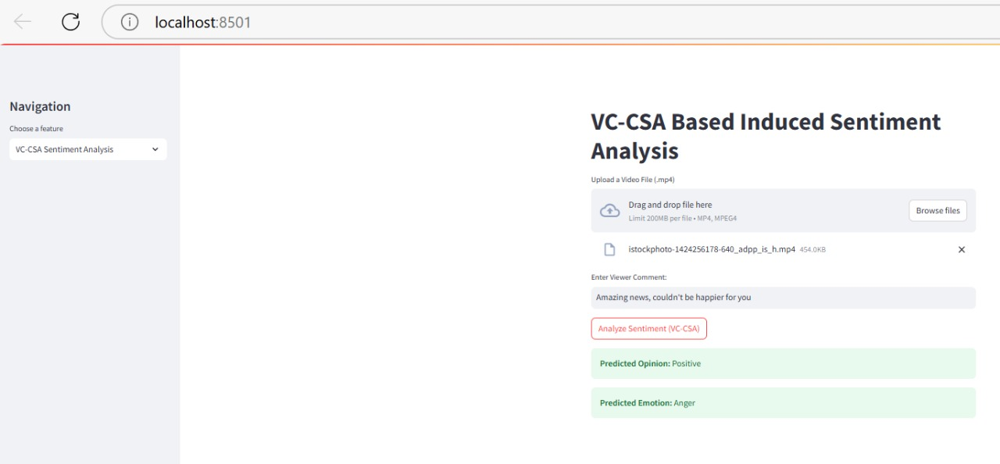 localhost:8501
Navigation
Choose a feature
VC-CSA Sentiment Analysis
VC-CSA Based Induced Sentiment
Analysis
Upload a Video File (.mp4)
Drag and drop file here
Limit 200MB per file • MP4, MPEG4
Browse files
istockphoto-1424256178-640_adpp_is_h.mp4 454.0KB
Enter Viewer Comment:
Amazing news, couldn't be happier for you
Analyze Sentiment (VC-CSA)
Predicted Opinion: Positive
Predicted Emotion: Anger